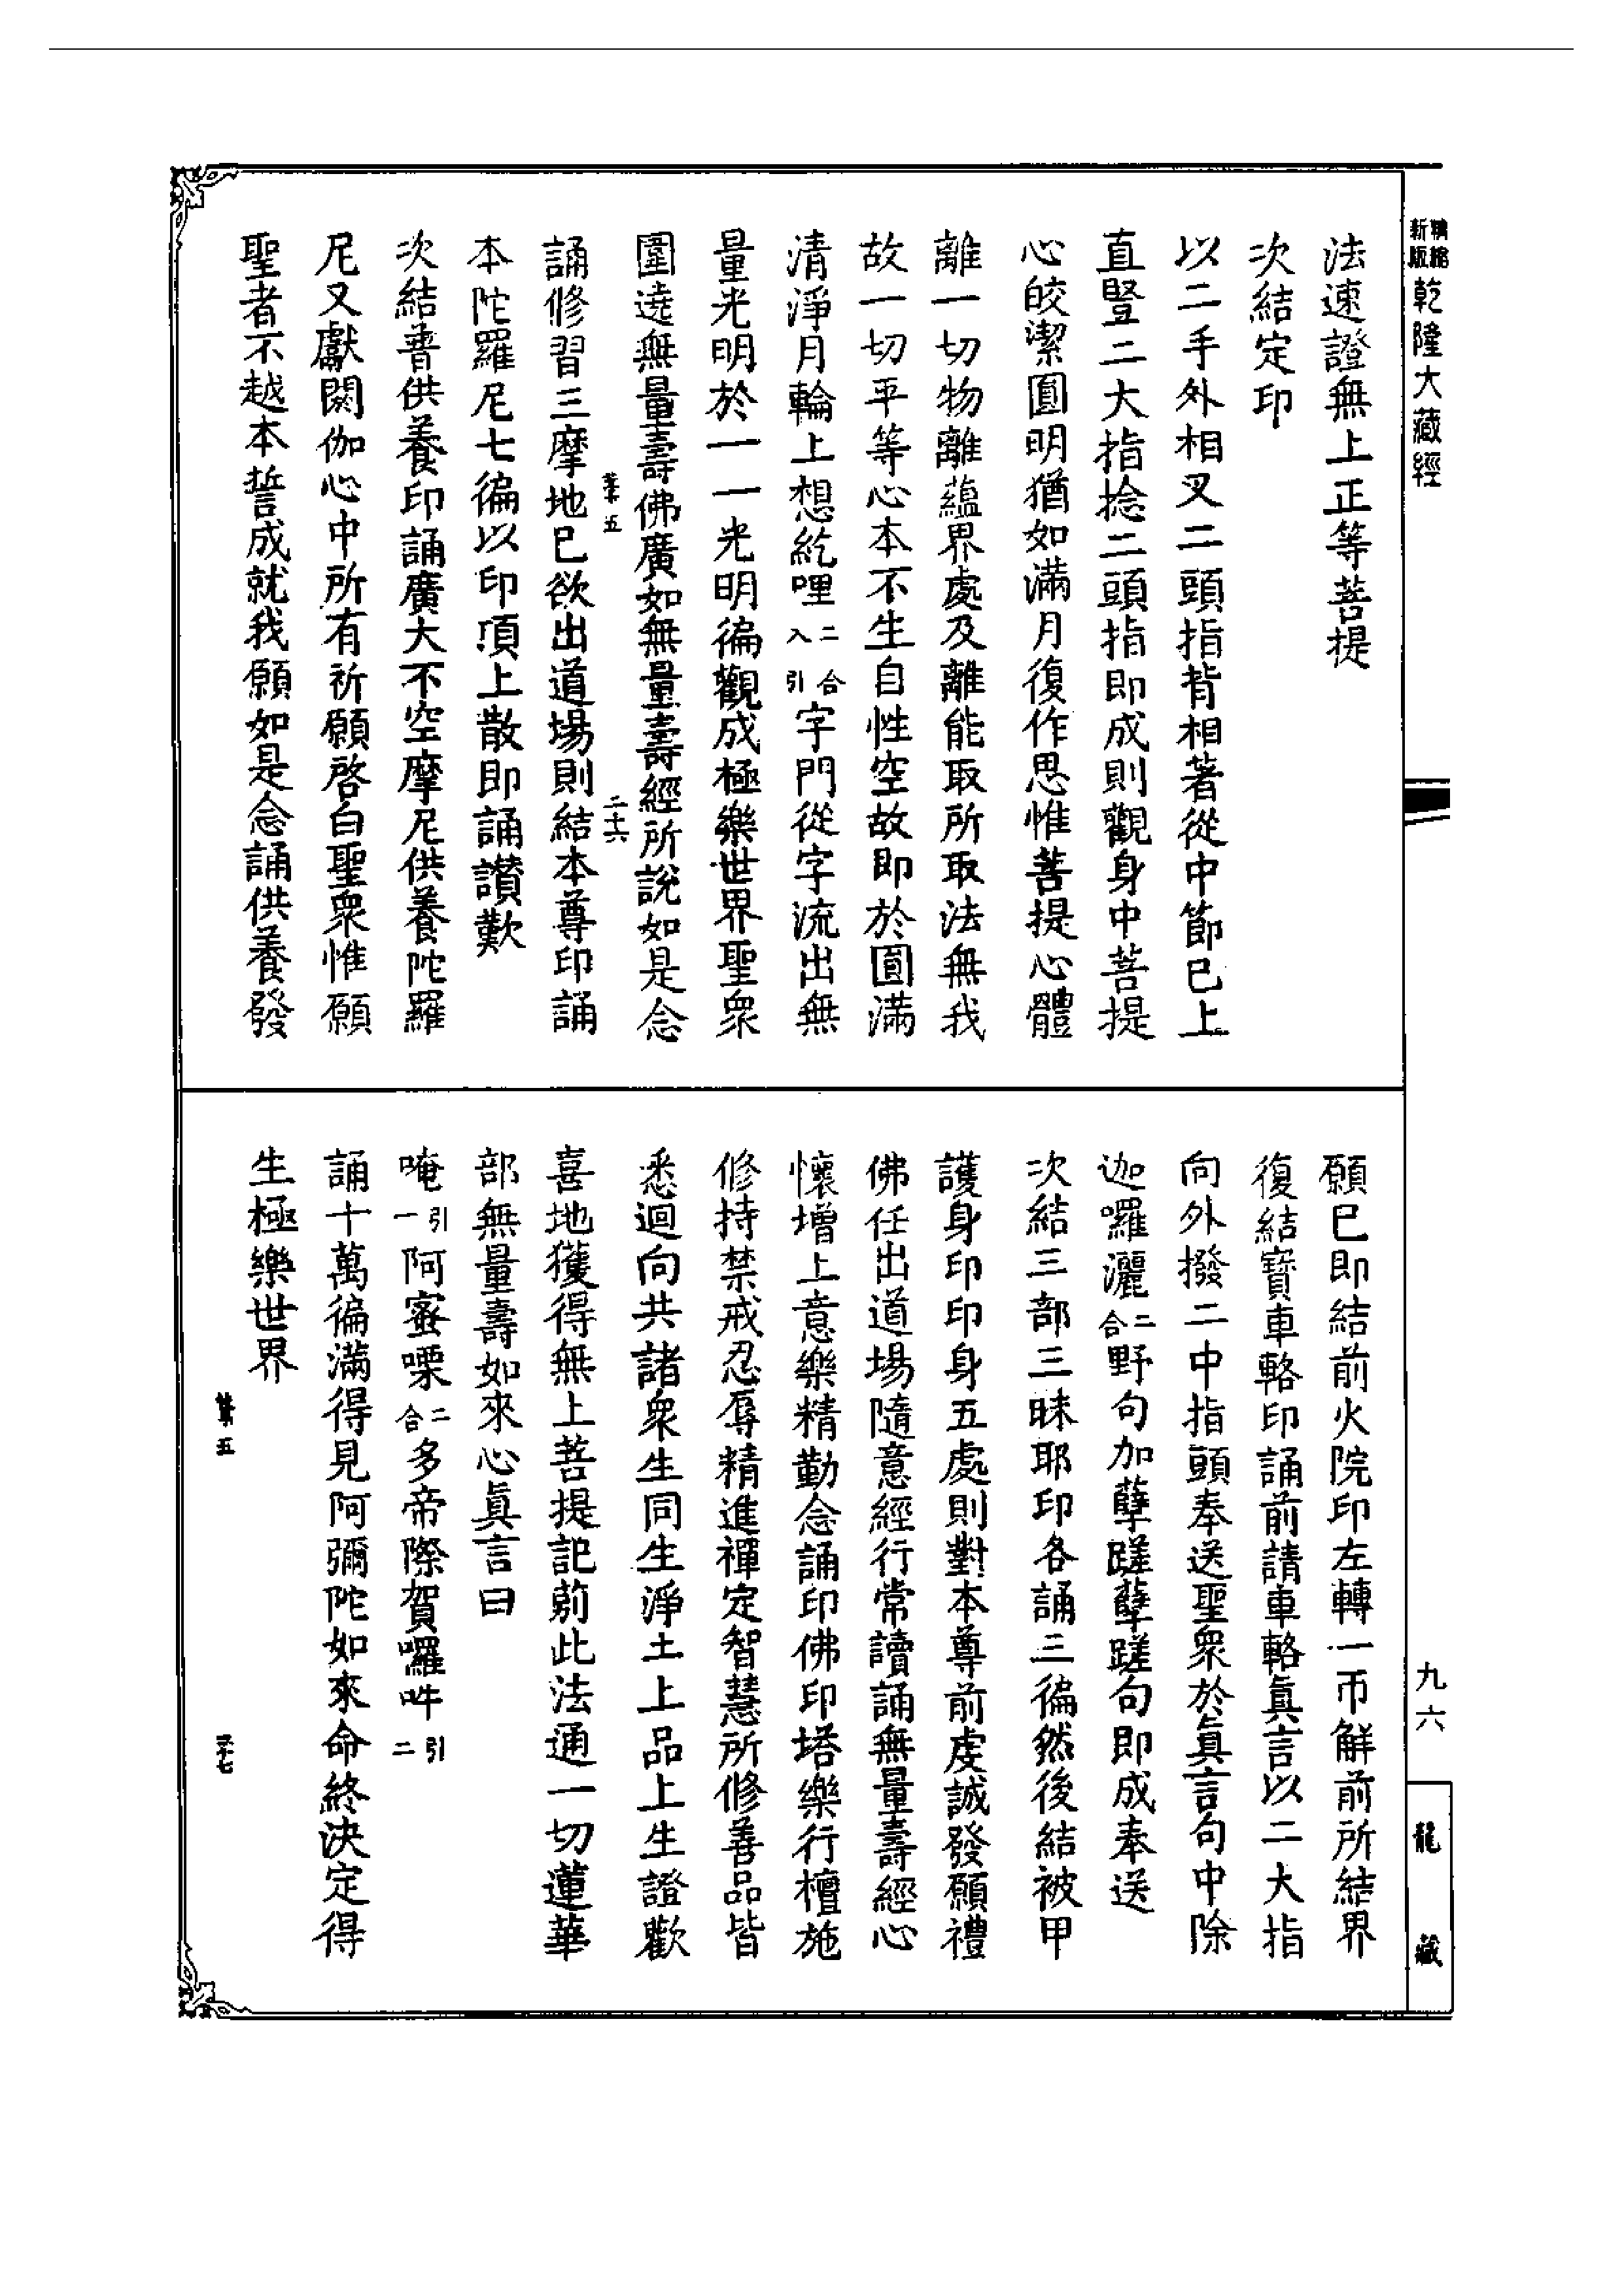 精縮
新版
乾隆大藏經
法速證無上正等菩提
次結定印
以二手外相叉二頭指背相著從中節已上
直豎二大指捻二頭指即成則觀身中菩提
心皎潔圓明猶如滿月復作思惟菩提心體
離一切物離蘊界處及離能取所取法無我
故一切平等心本不生自性空故即於圓滿
清淨月輪上想紇哩二合引入字門從字流出無
量光明於一一光明徧觀成極樂世界聖眾
圍遶無量壽佛廣如無量壽經所說如是念
業五 二十六
誦修習三摩地已欲出道場則結本尊印誦
本陀羅尼七徧以印頂上散即誦讚歎
次結普供養印誦廣大不空摩尼供養陀羅
尼又獻閼伽心中所有祈願啓白聖眾惟願
聖者不越本誓成就我願如是念誦供養發
願已即結前火院印左轉一帀解前所結界
復結寶車輅印誦前請車輅真言以二大指
向外撥二中指頭奉送聖眾於真言句中除
迦囉灑二合野句加孽蹉孽蹉句即成奉送
次結三部三昧耶印各誦三徧然後結被甲
護身印印身五處則對本尊前虔誠發願禮
佛任出道場隨意經行常讀誦無量壽經心
懷增上意樂精勤念誦印佛印塔樂行檀施
修持禁戒忍辱精進禪定智慧所修善品皆
悉迴向共諸眾生同生淨土上品上生證歡
喜地獲得無上菩提記莂此法通一切蓮華
部無量壽如來心真言曰
唵引一阿蜜㗚二合多帝際賀囉吽引二
誦十萬徧滿得見阿彌陀如來命終決定得
生極樂世界
業五 二十七
九六
龍藏